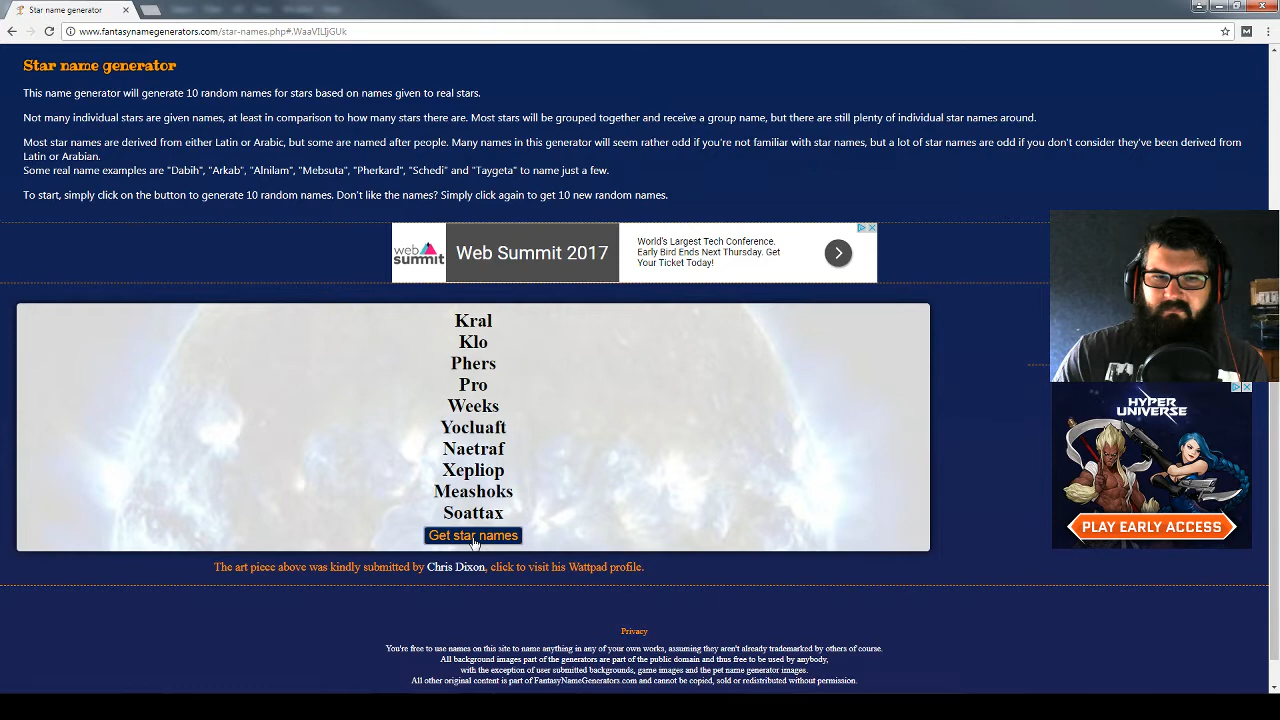 Star name generator
www.fantasynamegenerators.com/star-names.php#.WaaVILIjGUk
Star name generator
This name generator will generate 10 random names for stars based on names given to real stars.
Not many individual stars are given names, at least in comparison to how many stars there are. Most stars will be grouped together and receive a group name, but there are still plenty of individual star names around.
Most star names are derived from either Latin or Arabic, but some are named after people. Many names in this generator will seem rather odd if you're not familiar with star names, but a lot of star names are odd if you don't consider they've been derived from
Latin or Arabian.
Some real name examples are "Dabih", "Arkab", "Alnilam", "Mebsuta", "Pherkard", "Schedi" and "Taygeta" to name just a few.
To start, simply click on the button to generate 10 random names. Don't like the names? Simply click again to get 10 new random names.
web summit
Web Summit 2017
World's Largest Tech Conference.
Early Bird Ends Next Thursday. Get
Your Ticket Today!
Kral
Klo
Phers
Pro
Weeks
Yocluaft
Naetraf
Xepliop
Meashoks
Soattax
Get star names
The art piece above was kindly submitted by Chris Dixon, click to visit his Wattpad profile.
HYPER
UNIVERSE
PLAY EARLY ACCESS
Privacy
You're free to use names on this site to name anything in any of your own works, assuming they aren't already trademarked by others of course.
All background images part of the generators are part of the public domain and thus free to be used by anybody,
with the exception of user submitted backgrounds, game images and the pet name generator images.
All other original content is part of FantasyNameGenerators.com and cannot be copied, sold or redistributed without permission.